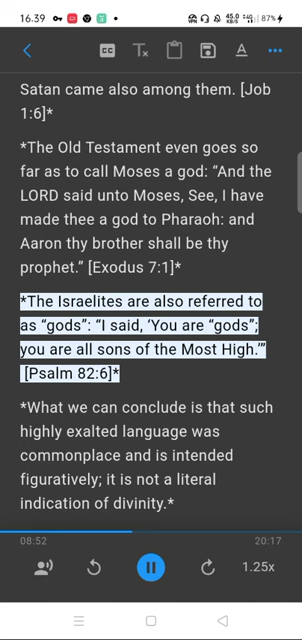 16.39
45.0
KB/S
4G
87%
Satan came also among them. [Job
1:6]*
*The Old Testament even goes so
far as to call Moses a god: “And the
LORD said unto Moses, See, I have
made thee a god to Pharaoh: and
Aaron thy brother shall be thy
prophet.” [Exodus 7:1]*
*The Israelites are also referred to
as “gods”: “I said, ‘You are “gods”;
you are all sons of the Most High.’”
[Psalm 82:6]*
*What we can conclude is that such
highly exalted language was
commonplace and is intended
figuratively; it is not a literal
indication of divinity.*
08:52
20:17
1.25x